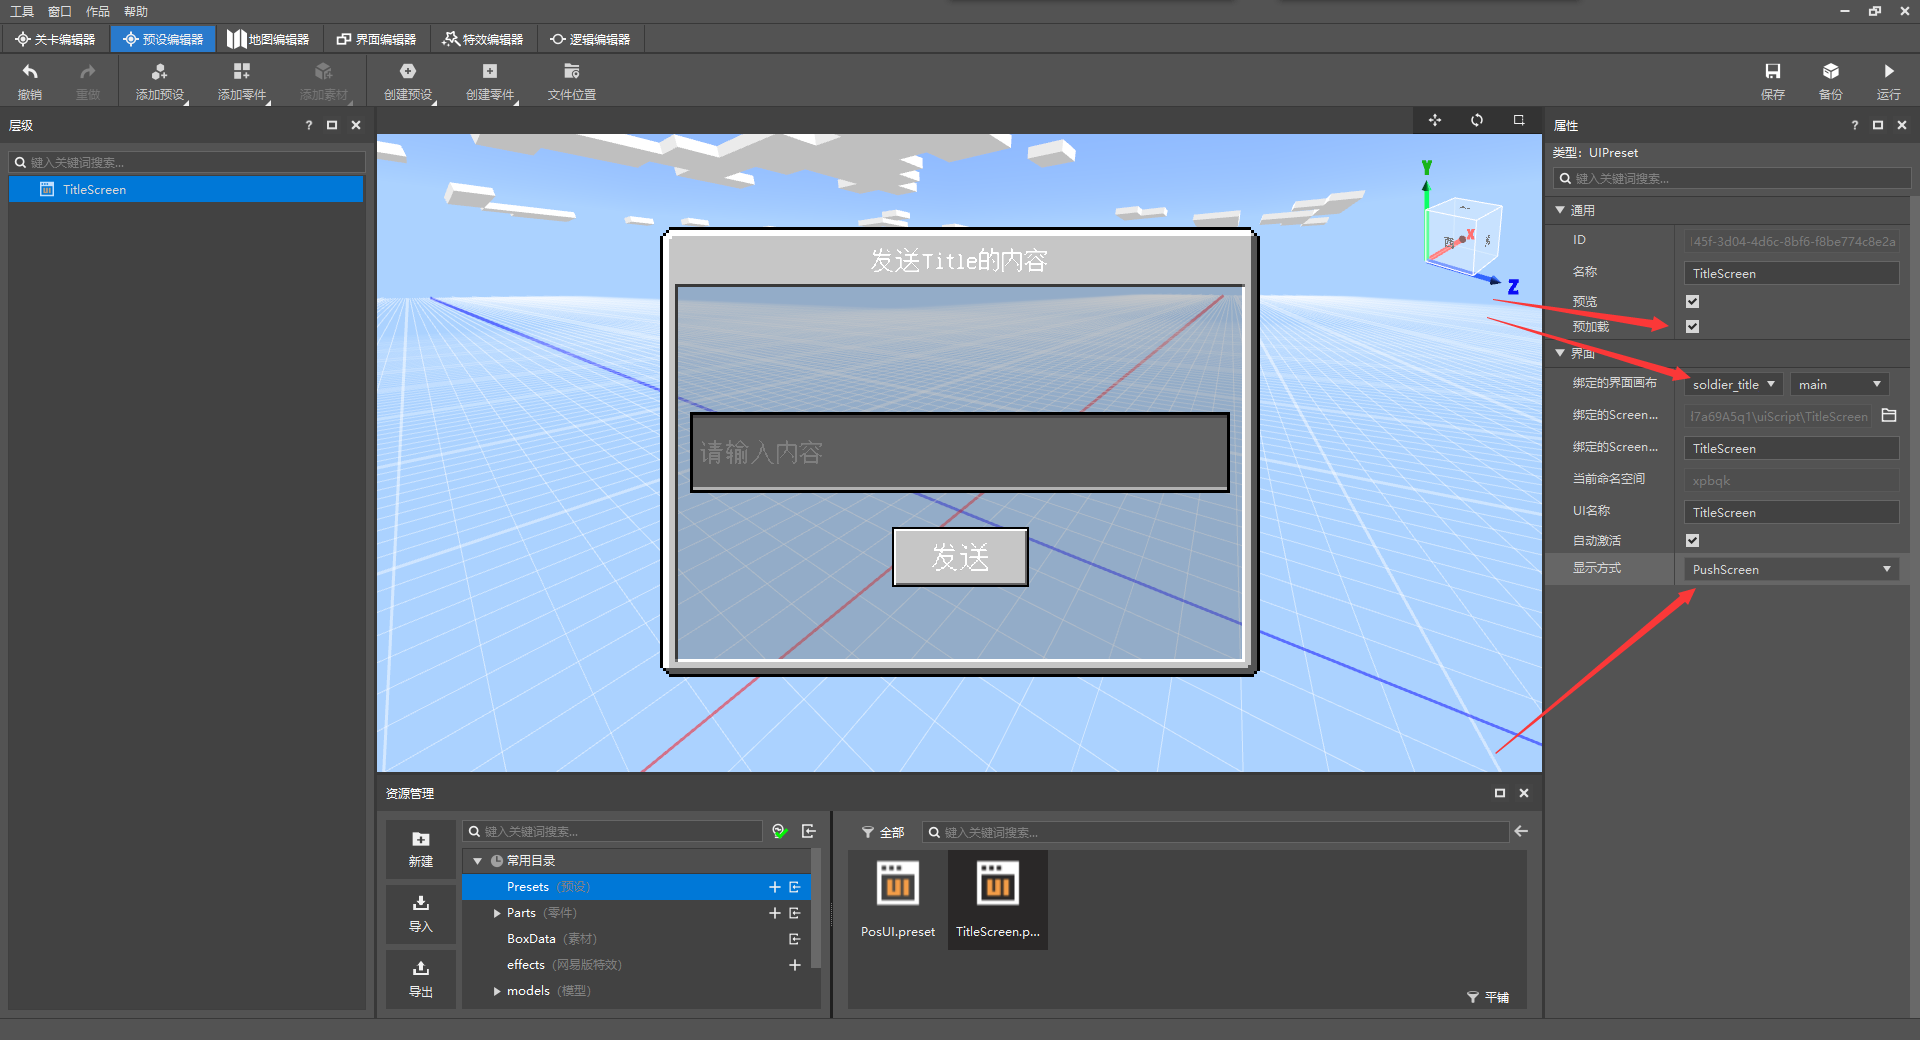 工具 窗口 作品 帮助
关卡编辑器 预设编辑器 地图编辑器 界面编辑器 特效编辑器 逻辑编辑器
撤销 重做 添加预设 添加零件 添加素材 创建预设 创建零件 文件位置 保存 备份 运行
层级 ?
键入关键词搜索...
TitleScreen
发送Title的内容
请输入内容
发送
Y
X
Z
属性 ?
类型: UIPreset
键入关键词搜索...
通用
ID 45f-3d04-4d6c-8bf6-f8be774c8e2a
名称 TitleScreen
预览
预加载
界面
绑定的界面画布 soldier_title main
绑定的Screen... f7a69A5q1\uiScript\TitleScreen
绑定的Screen... TitleScreen
当前命名空间 xpbqk
UI名称 TitleScreen
自动激活
显示方式 PushScreen
资源管理
新建
导入
导出
键入关键词搜索...
常用目录
Presets (预设)
Parts (零件)
BoxData (素材)
effects (网易版特效)
models (模型)
全部 键入关键词搜索...
UI UI
PosUI.preset TitleScreen.p...
平铺